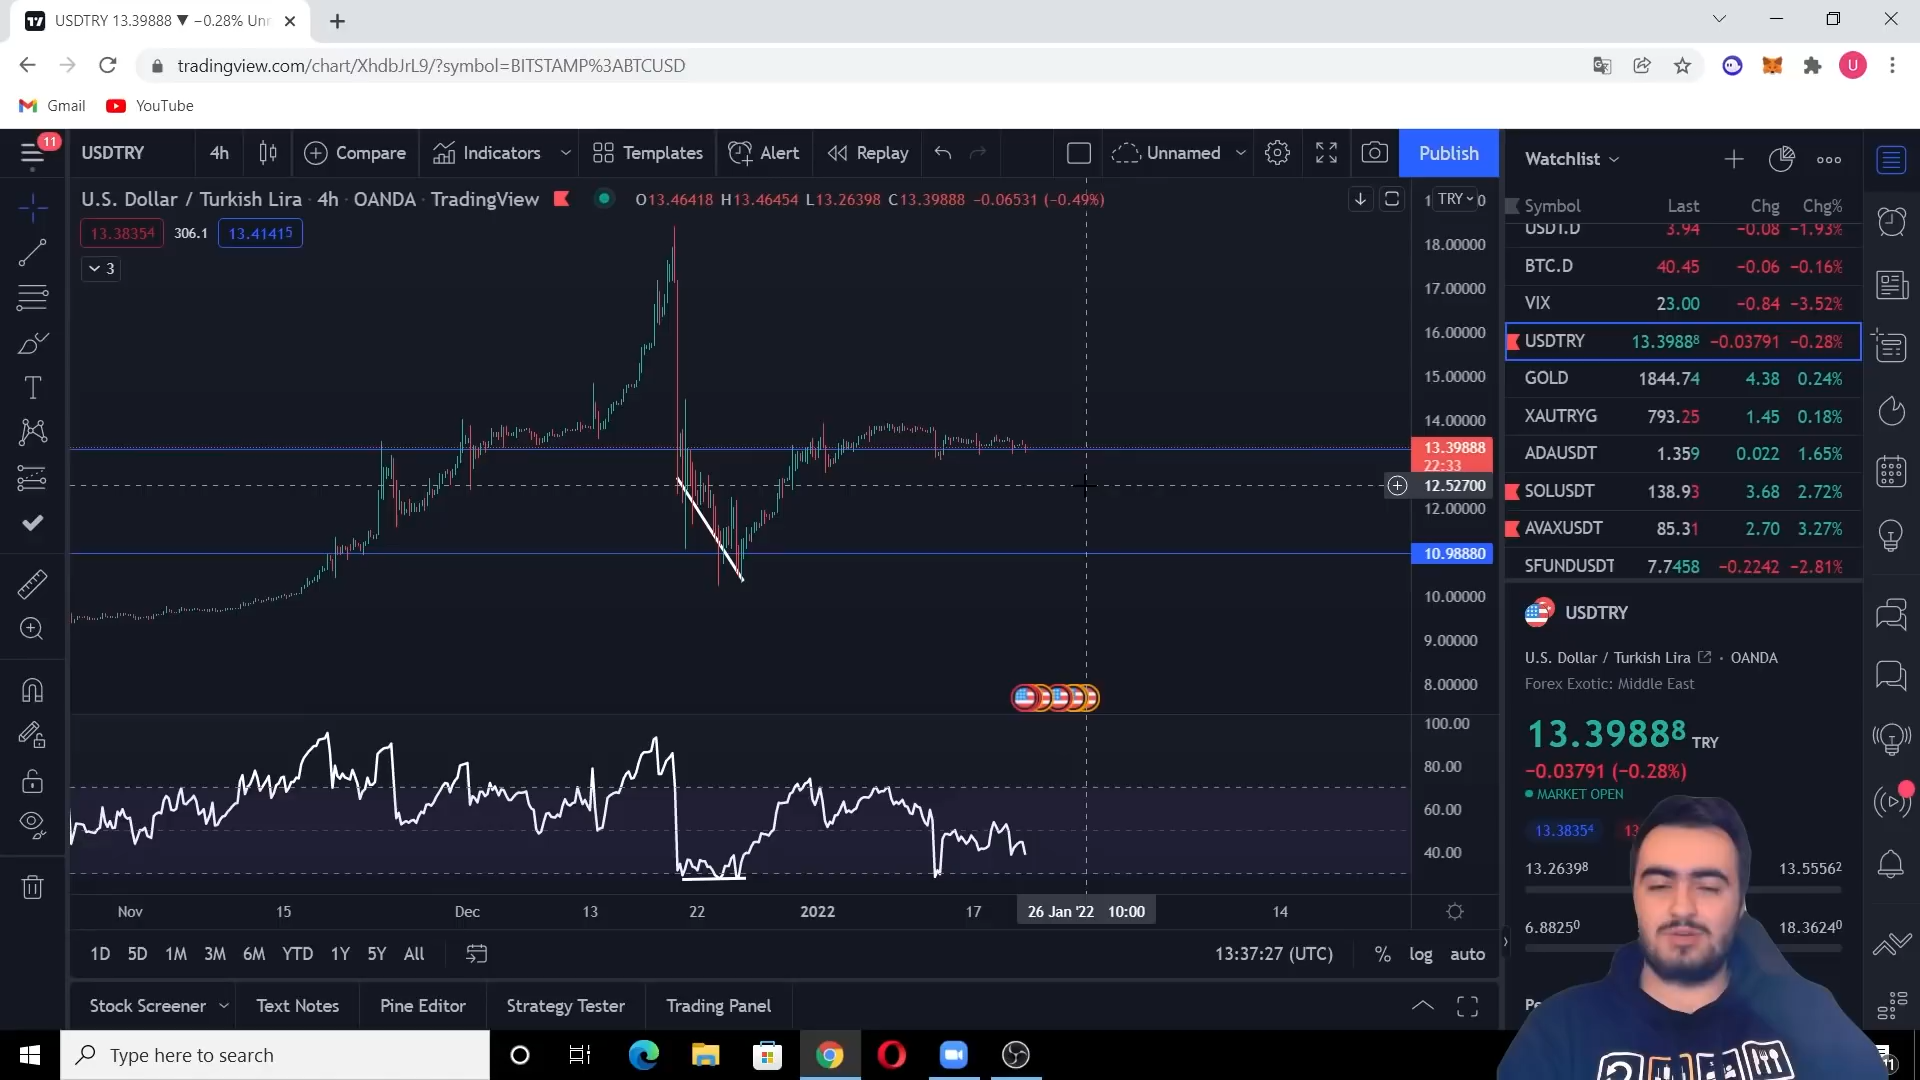 USDTRY 13.39888 ▼ −0.28% Unn
tradingview.com/chart/XhdbJrL9/?symbol=BITSTAMP%3ABTCUSD
U
Gmail
YouTube
11
USDTRY
4h
Compare
Indicators
Templates
Alert
Replay
Unnamed
Publish
U.S. Dollar / Turkish Lira · 4h · OANDA · TradingView
O13.46418 H13.46454 L13.26398 C13.39888 −0.06531 (−0.49%)
13.38354 306.1 13.41415
3
TRY
18.00000
17.00000
16.00000
15.00000
14.00000
13.39888
22:33
12.52700
12.00000
10.98880
10.00000
9.00000
8.00000
100.00
80.00
60.00
40.00
Nov 15 Dec 13 22 2022 17 26 Jan '22 10:00 14
1D 5D 1M 3M 6M YTD 1Y 5Y All
13:37:27 (UTC) % log auto
Stock Screener
Text Notes
Pine Editor
Strategy Tester
Trading Panel
Watchlist
Symbol Last Chg Chg%
USDT.D 3.94 −0.08 −1.93%
BTC.D 40.45 −0.06 −0.16%
VIX 23.00 −0.84 −3.52%
USDTRY 13.39888 −0.03791 −0.28%
GOLD 1844.74 4.38 0.24%
XAUTRYG 793.25 1.45 0.18%
ADAUSDT 1.359 0.022 1.65%
SOLUSDT 138.93 3.68 2.72%
AVAXUSDT 85.31 2.70 3.27%
SFUNDUSDT 7.7458 −0.2242 −2.81%
USDTRY
U.S. Dollar / Turkish Lira · OANDA
Forex Exotic: Middle East
13.39888 TRY
−0.03791 (−0.28%)
MARKET OPEN
13.38354
13.26398 13.55562
6.88250 18.36240
Type here to search